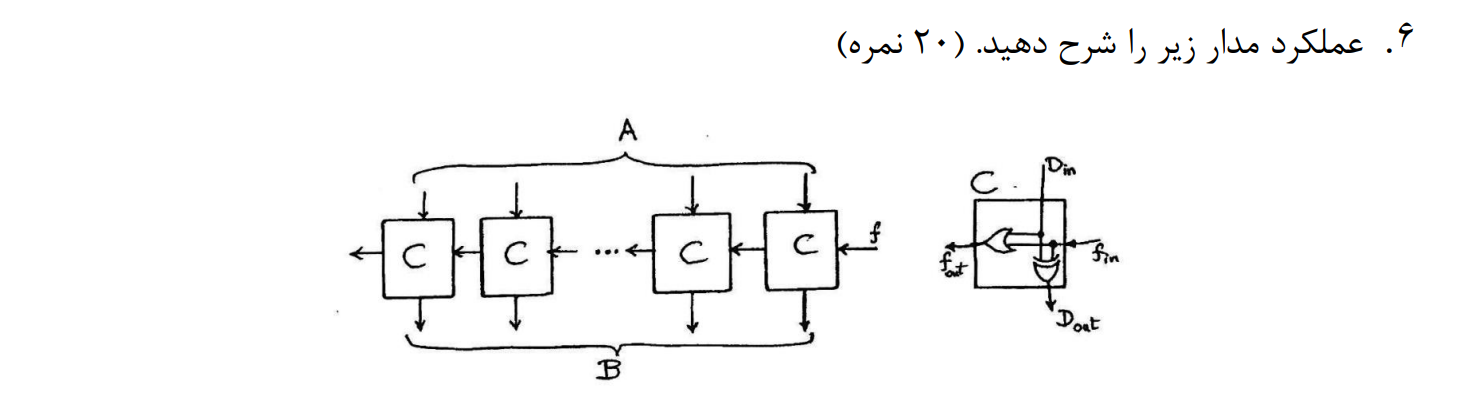 ۶. عملکرد مدار زیر را شرح دهید. (۲۰ نمره)
A
C C ... C C f
B
C
Din
fout fin
Dout